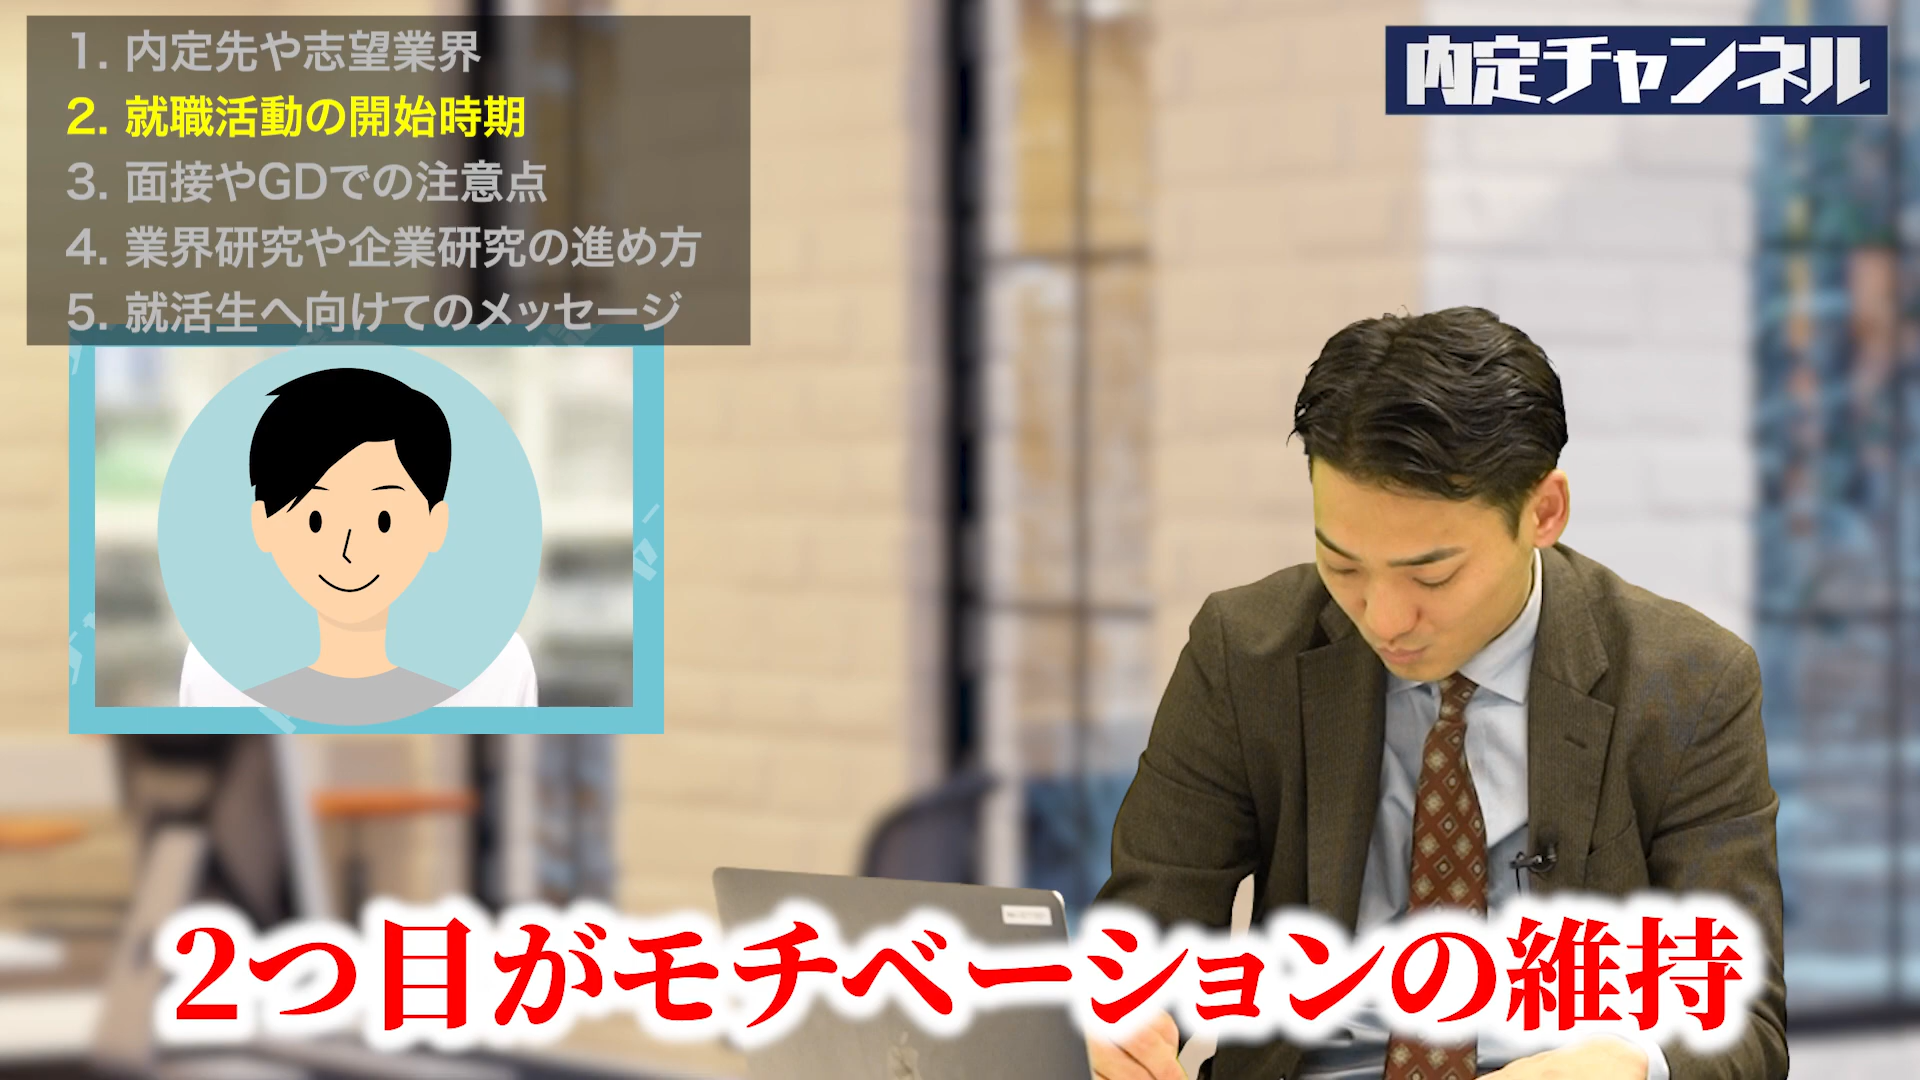 1. 内定先や志望業界
2. 就職活動の開始時期
3. 面接やGDでの注意点
4. 業界研究や企業研究の進め方
5. 就活生へ向けてのメッセージ
内定チャンネル
2つ目がモチベーションの維持